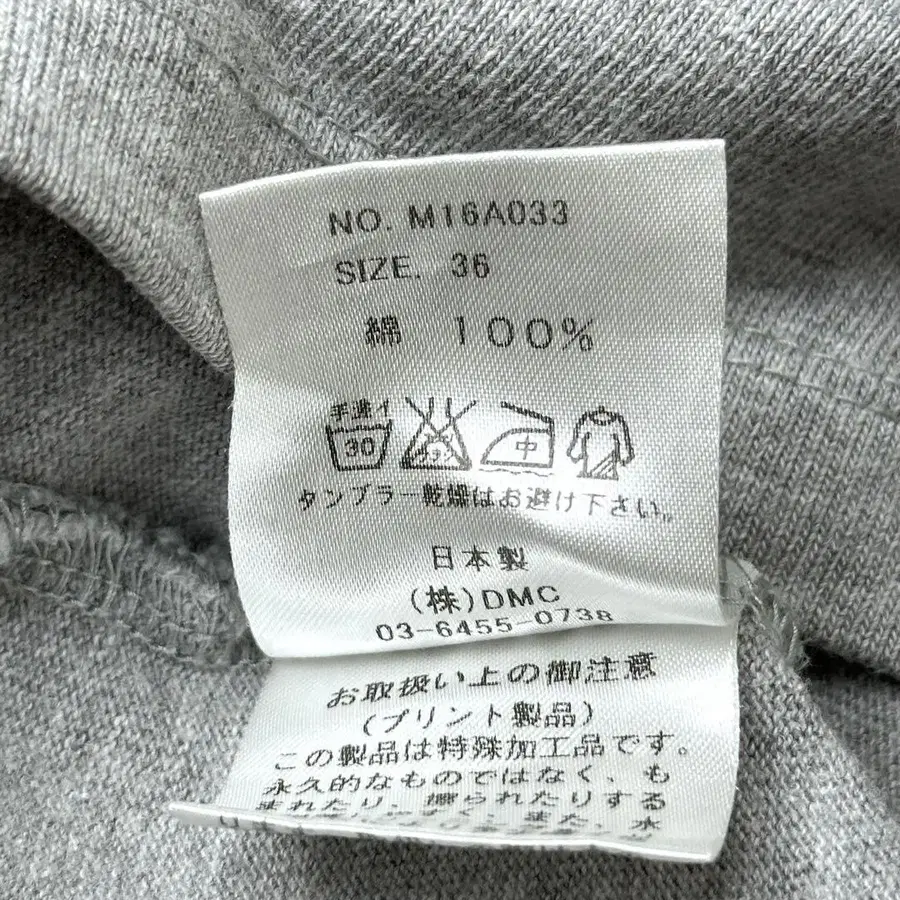 NO. M16A033
SIZE. 36
綿 100%
手洗イ
30 中
タンブラー乾燥はお避け下さい。
日本製
(株)DMC
03-6455-0738
お取扱い上の御注意
(プリント製品)
この製品は特殊加工品です。
永久的なものではなく、も
まれたり、擦られたりする
また、水